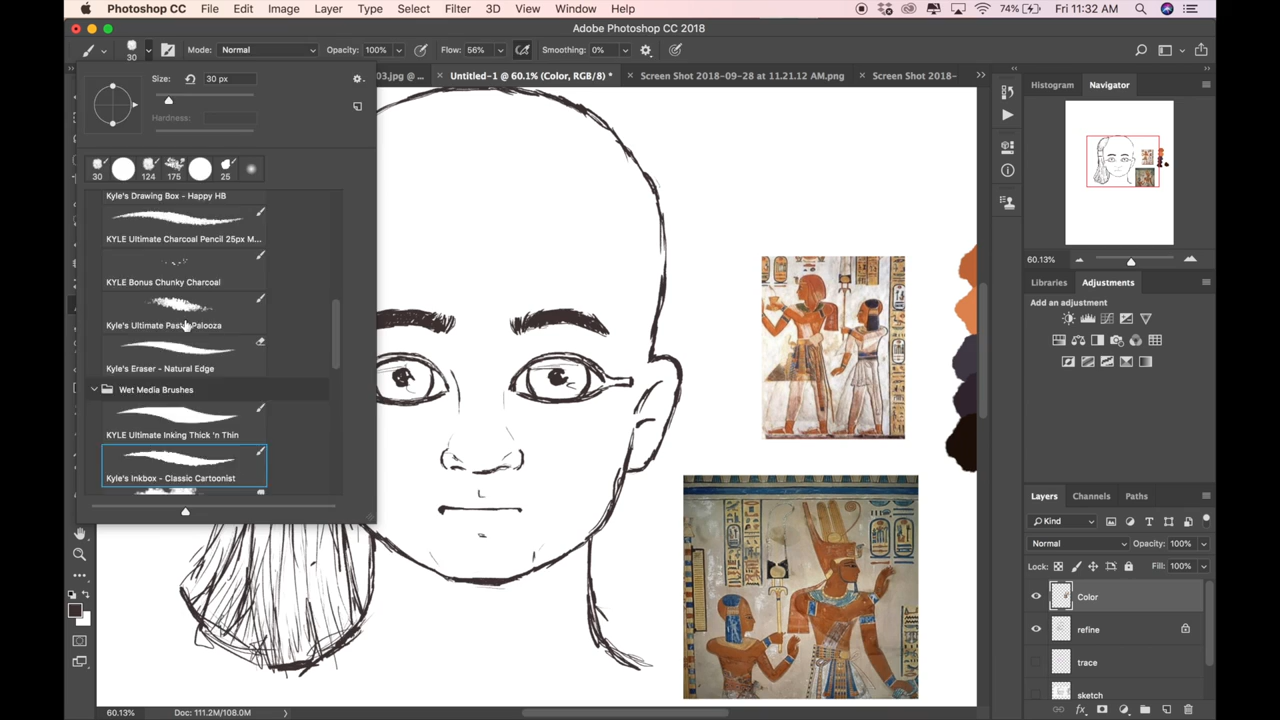 Photoshop CC File Edit Image Layer Type Select Filter 3D View Window Help 74% Fri 11:32 AM
Adobe Photoshop CC 2018
30 Mode: Normal Opacity: 100% Flow: 56% Smoothing: 0%
03.jpg @ ... × Untitled-1 @ 60.1% (Color, RGB/8) * × Screen Shot 2018-09-28 at 11.21.12 AM.png × Screen Shot 2018-
Size: 30 px
Hardness:
30 124 175 25
Kyle's Drawing Box - Happy HB
KYLE Ultimate Charcoal Pencil 25px M...
KYLE Bonus Chunky Charcoal
Kyle's Ultimate Pastel Palooza
Kyle's Eraser - Natural Edge
Wet Media Brushes
KYLE Ultimate Inking Thick 'n Thin
Kyle's Inkbox - Classic Cartoonist
Histogram Navigator
60.13%
Libraries Adjustments
Add an adjustment
Layers Channels Paths
Kind
Normal Opacity: 100%
Lock: Fill: 100%
Color
refine
trace
sketch
fx
60.13% Doc: 111.2M/108.0M